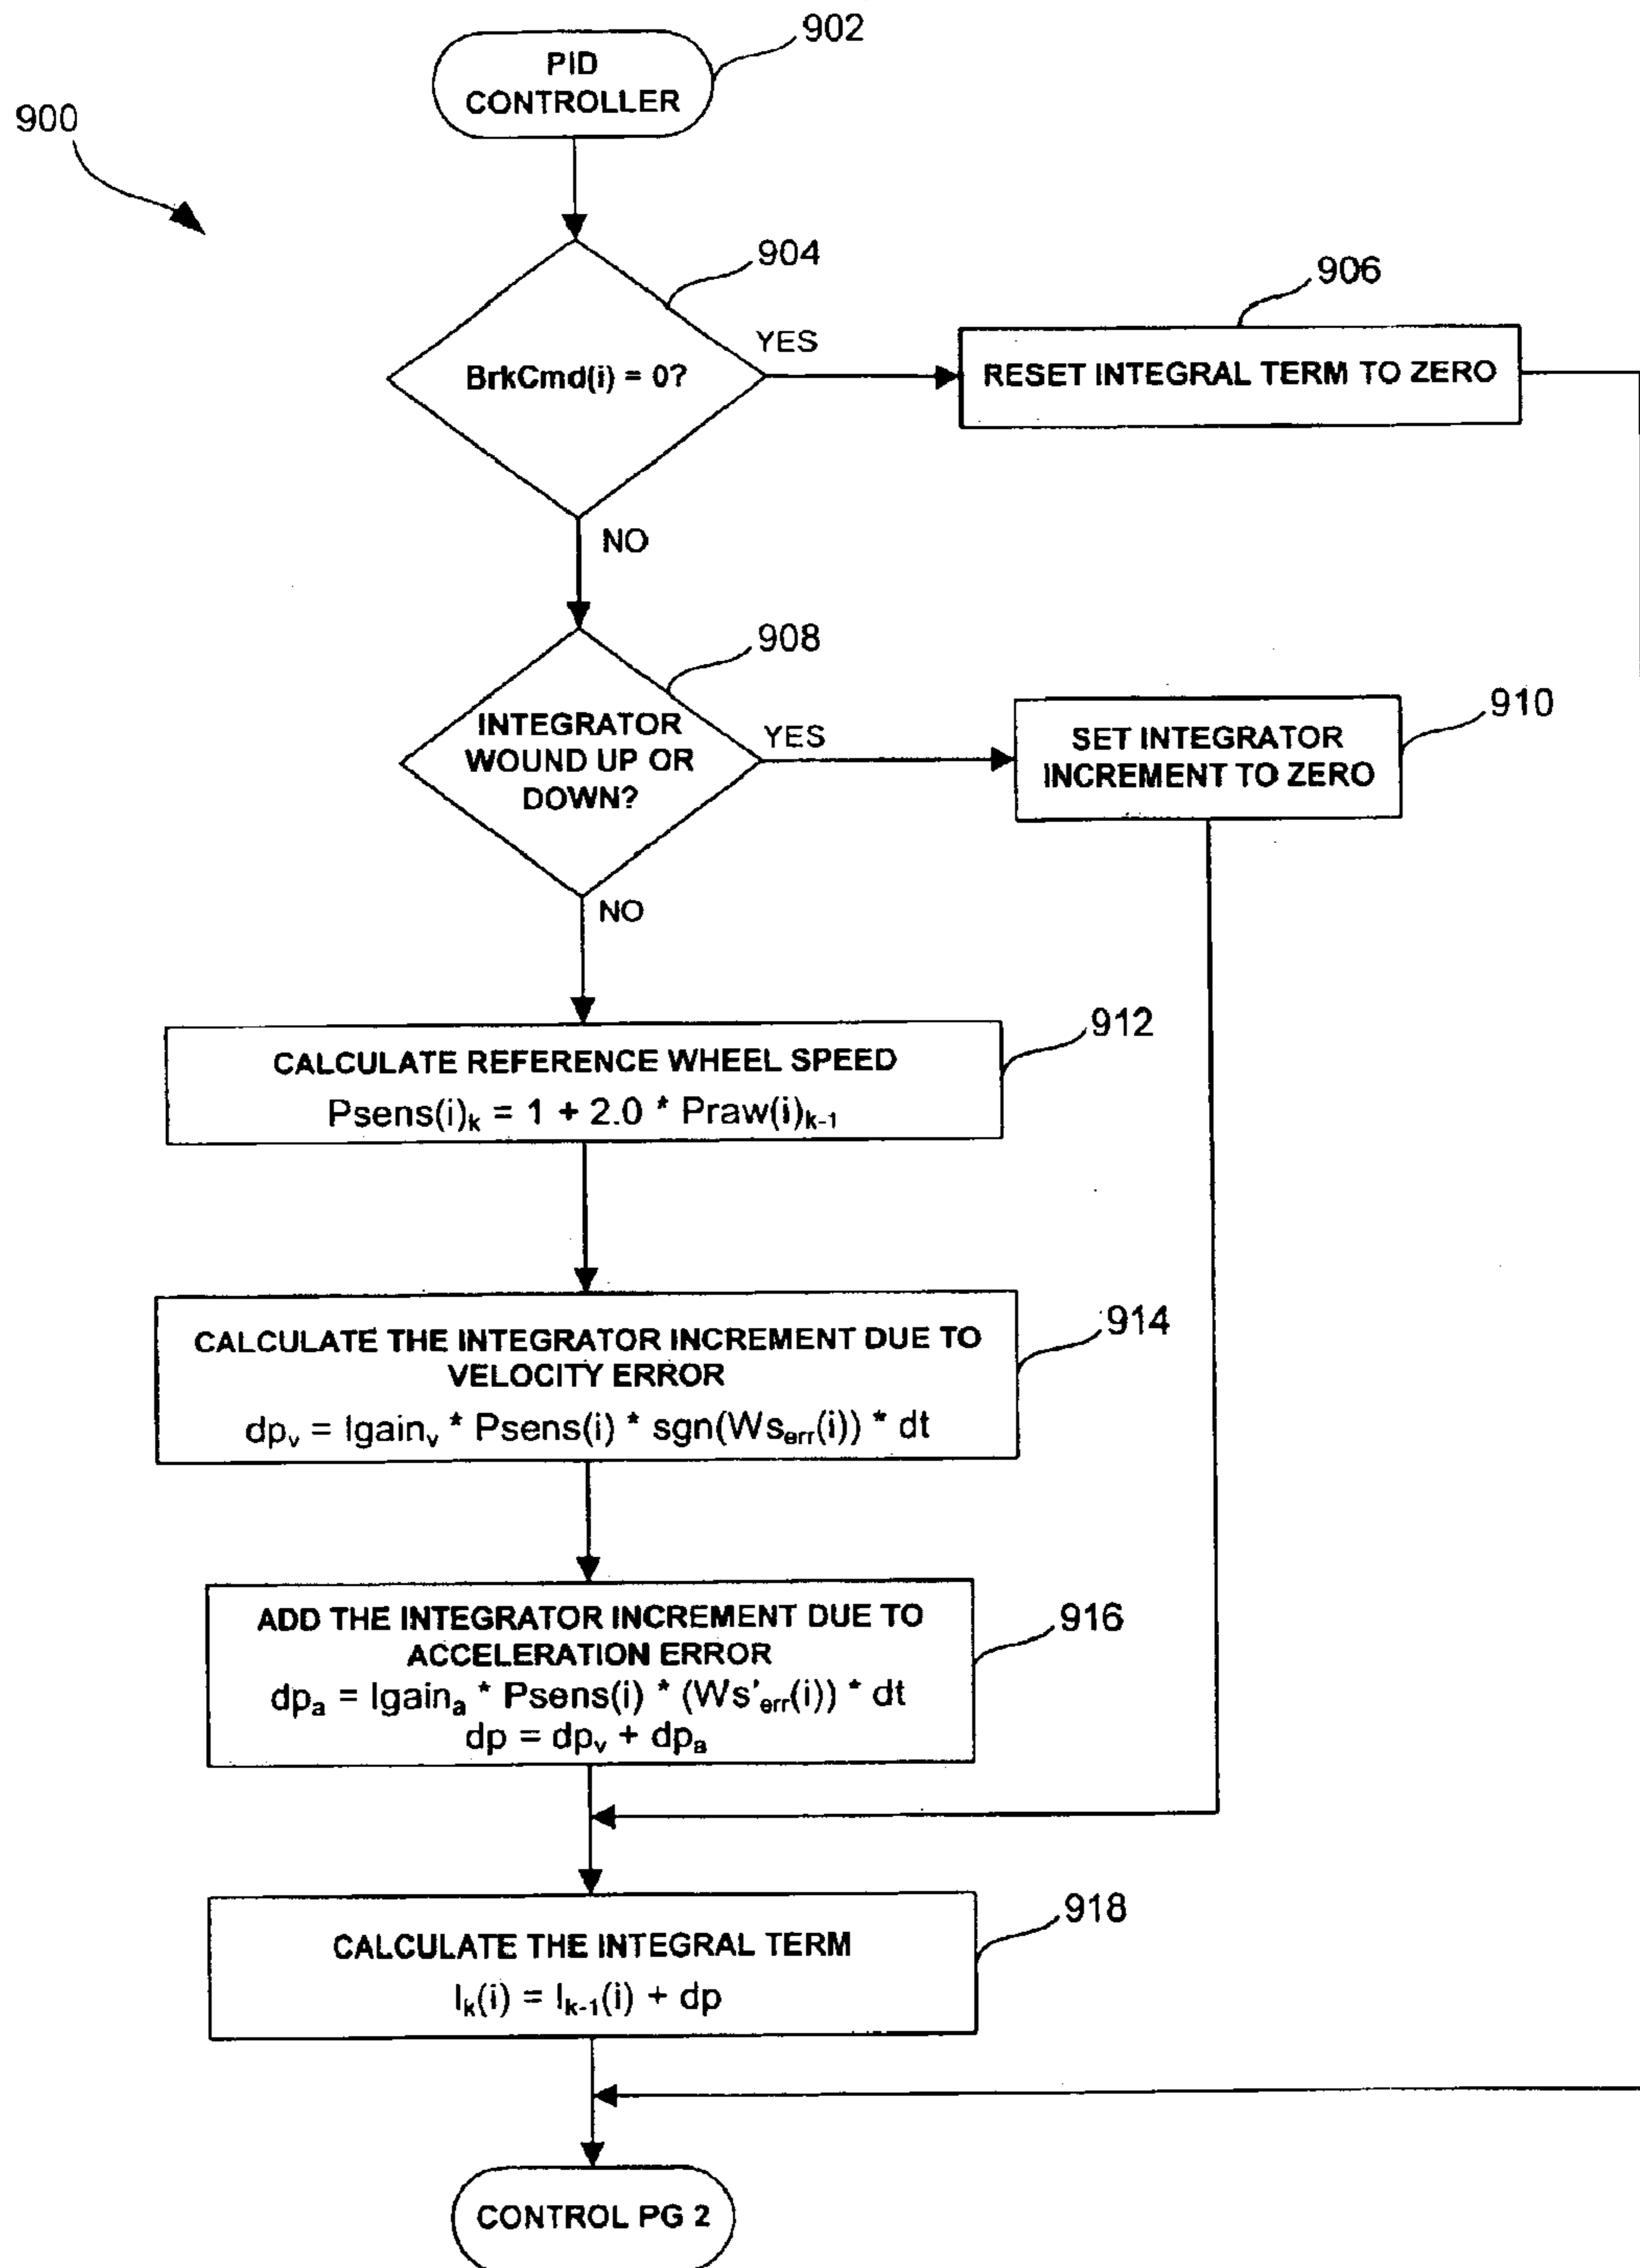 902
PID
CONTROLLER
900
904
BrkCmd(i) = 0?
YES
906
RESET INTEGRAL TERM TO ZERO
NO
908
INTEGRATOR
WOUND UP OR
DOWN?
YES
910
SET INTEGRATOR
INCREMENT TO ZERO
NO
912
CALCULATE REFERENCE WHEEL SPEED
Psens(i)k = 1 + 2.0 * Praw(i)k-1
914
CALCULATE THE INTEGRATOR INCREMENT DUE TO
VELOCITY ERROR
dpv = Igainv * Psens(i) * sgn(Wserr(i)) * dt
916
ADD THE INTEGRATOR INCREMENT DUE TO
ACCELERATION ERROR
dpa = Igaina * Psens(i) * (Ws'err(i)) * dt
dp = dpv + dpa
918
CALCULATE THE INTEGRAL TERM
Ik(i) = Ik-1(i) + dp
CONTROL PG 2